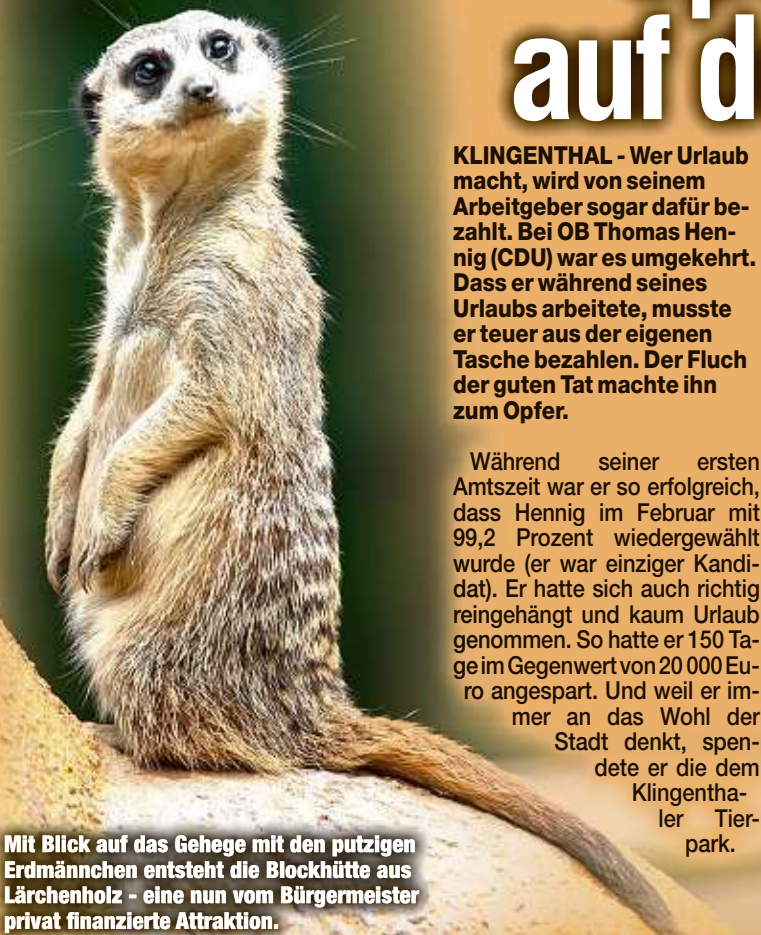 auf d
KLINGENTHAL - Wer Urlaub
macht, wird von seinem
Arbeitgeber sogar dafür be-
zahlt. Bei OB Thomas Hen-
nig (CDU) war es umgekehrt.
Dass er während seines
Urlaubs arbeitete, musste
er teuer aus der eigenen
Tasche bezahlen. Der Fluch
der guten Tat machte ihn
zum Opfer.
Während seiner ersten
Amtszeit war er so erfolgreich,
dass Hennig im Februar mit
99,2 Prozent wiedergewählt
wurde (er war einziger Kandi-
dat). Er hatte sich auch richtig
reingehängt und kaum Urlaub
genommen. So hatte er 150 Ta-
ge im Gegenwert von 20 000 Eu-
ro angespart. Und weil er im-
mer an das Wohl der
Stadt denkt, spen-
dete er die dem
Klingentha-
ler Tier-
park.
Mit Blick auf das Gehege mit den putzigen
Erdmännchen entsteht die Blockhütte aus
Lärchenholz - eine nun vom Bürgermeister
privat finanzierte Attraktion.